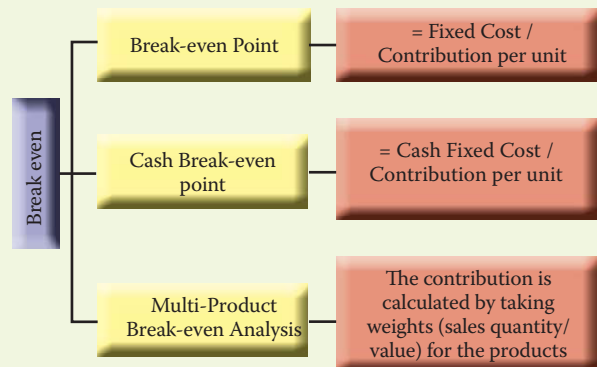 Break even
Break-even Point
= Fixed Cost /
Contribution per unit
Cash Break-even
point
= Cash Fixed Cost /
Contribution per unit
Multi-Product
Break-even Analysis
The contribution is
calculated by taking
weights (sales quantity/
value) for the products